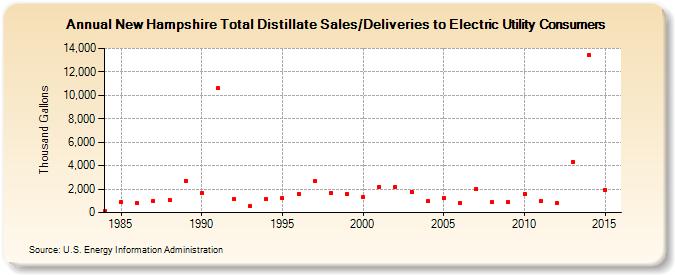 Annual New Hampshire Total Distillate Sales/Deliveries to Electric Utility Consumers
Thousand Gallons
14,000
12,000
10,000
8,000
6,000
4,000
2,000
0
1985 1990 1995 2000 2005 2010 2015
Source: U.S. Energy Information Administration